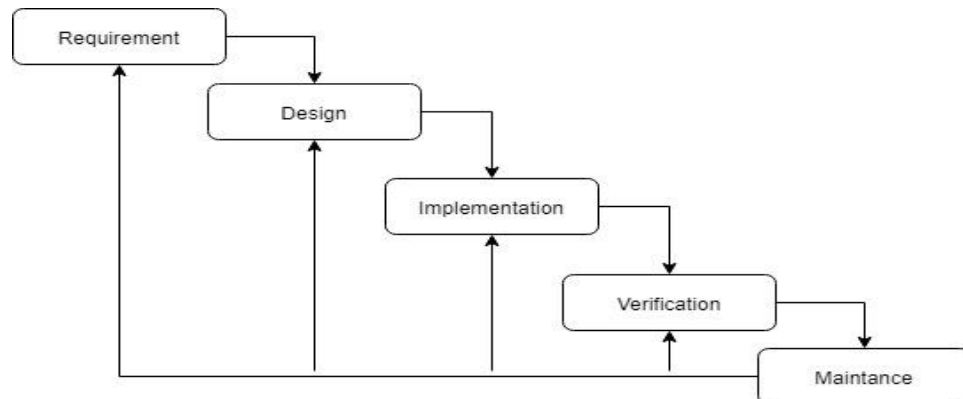 Requirement
Design
Implementation
Verification
Maintance